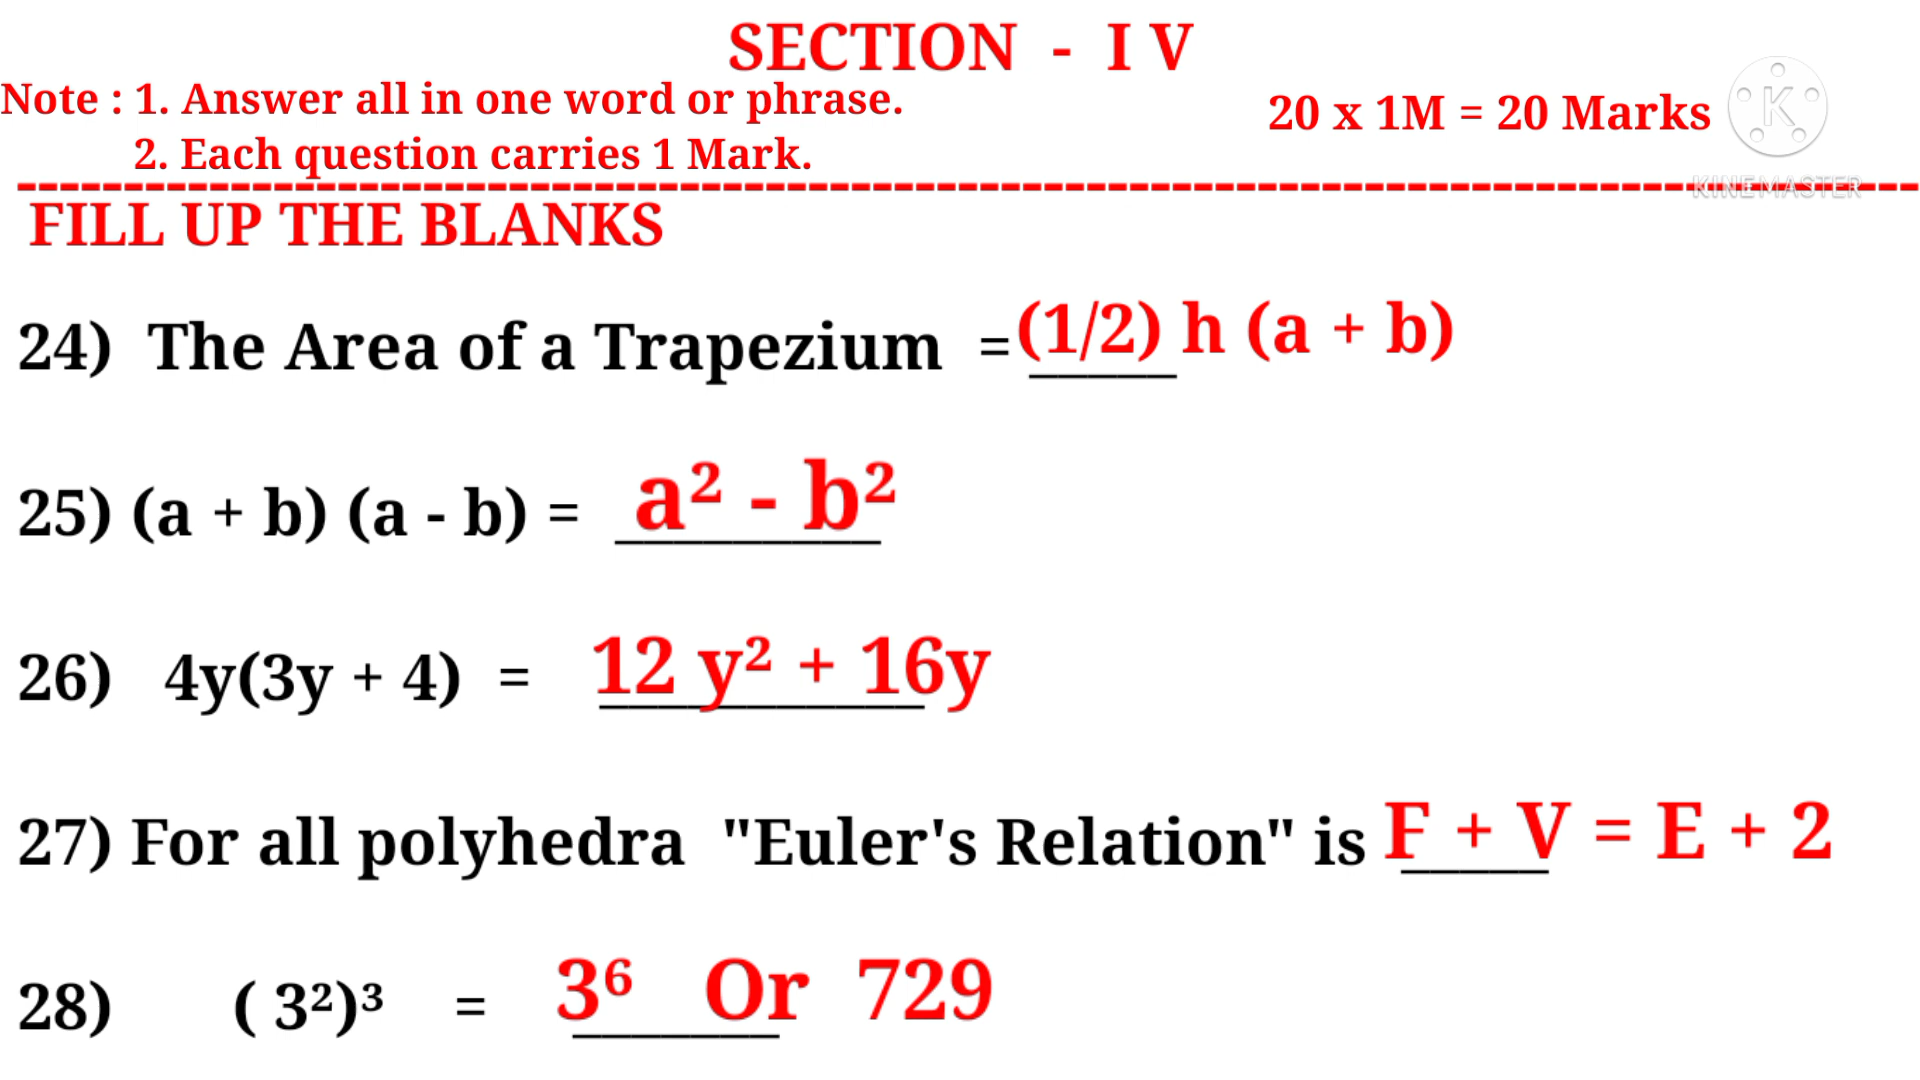 SECTION - I V
Note : 1. Answer all in one word or phrase.
20 x 1M = 20 Marks
2. Each question carries 1 Mark.
KINEMASTER
FILL UP THE BLANKS
24) The Area of a Trapezium = (1/2) h (a + b)
25) (a + b) (a - b) = a² - b²
26) 4y(3y + 4) = 12 y² + 16y
27) For all polyhedra "Euler's Relation" is F + V = E + 2
28) ( 3²)³ = 3⁶ Or 729